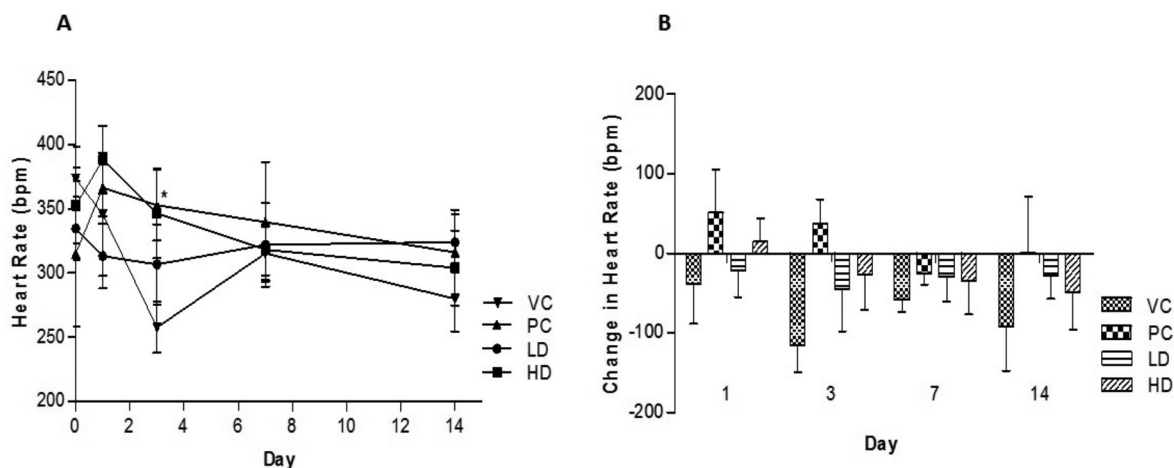 A
Heart Rate (bpm)
450
400
350
300
250
200
*
0 2 4 6 8 10 12 14
Day
VC
PC
LD
HD
B
Change in Heart Rate (bpm)
200
100
0
-100
-200
1 3 7 14
Day
VC
PC
LD
HD